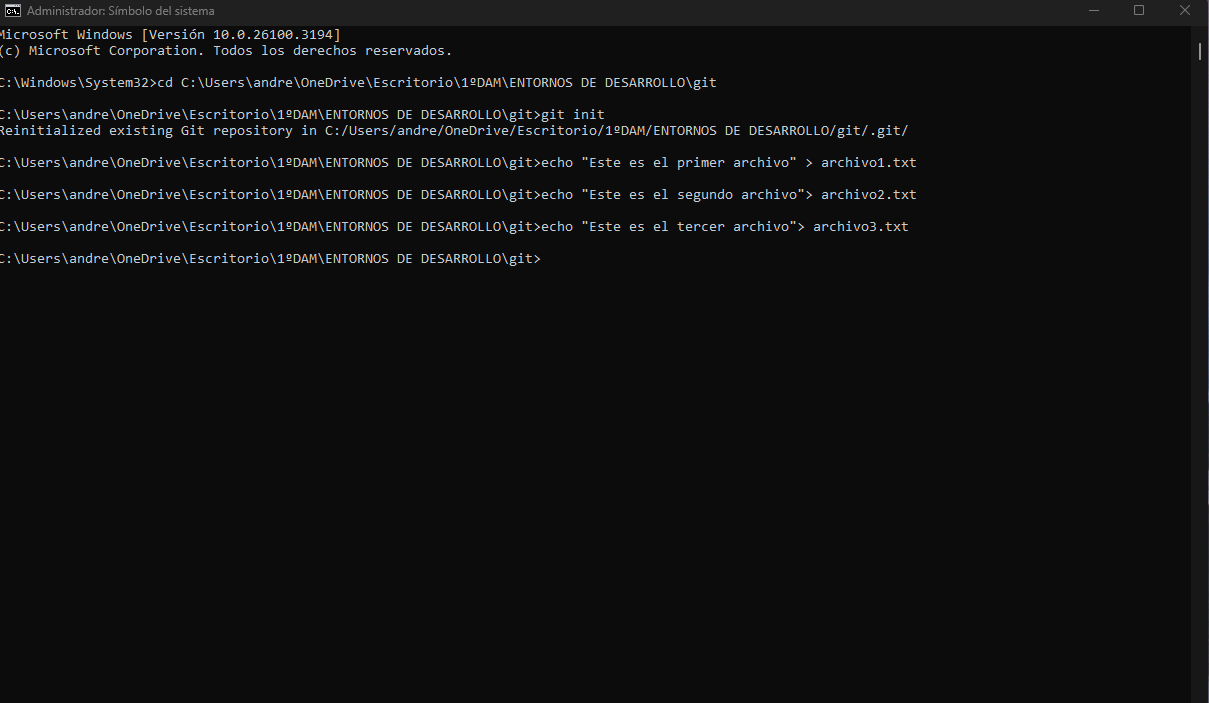 Administrador: Símbolo del sistema
Microsoft Windows [Versión 10.0.26100.3194]
(c) Microsoft Corporation. Todos los derechos reservados.
C:\Windows\System32>cd C:\Users\andre\OneDrive\Escritorio\1ºDAM\ENTORNOS DE DESARROLLO\git
C:\Users\andre\OneDrive\Escritorio\1ºDAM\ENTORNOS DE DESARROLLO\git>git init
Reinitialized existing Git repository in C:/Users/andre/OneDrive/Escritorio/1ºDAM/ENTORNOS DE DESARROLLO/git/.git/
C:\Users\andre\OneDrive\Escritorio\1ºDAM\ENTORNOS DE DESARROLLO\git>echo "Este es el primer archivo" > archivo1.txt
C:\Users\andre\OneDrive\Escritorio\1ºDAM\ENTORNOS DE DESARROLLO\git>echo "Este es el segundo archivo"> archivo2.txt
C:\Users\andre\OneDrive\Escritorio\1ºDAM\ENTORNOS DE DESARROLLO\git>echo "Este es el tercer archivo"> archivo3.txt
C:\Users\andre\OneDrive\Escritorio\1ºDAM\ENTORNOS DE DESARROLLO\git>